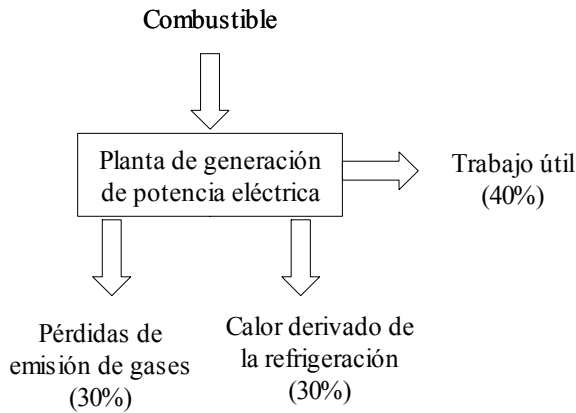 Combustible
Planta de generación
de potencia eléctrica
Trabajo útil
(40%)
Pérdidas de
emisión de gases
(30%)
Calor derivado de
la refrigeración
(30%)